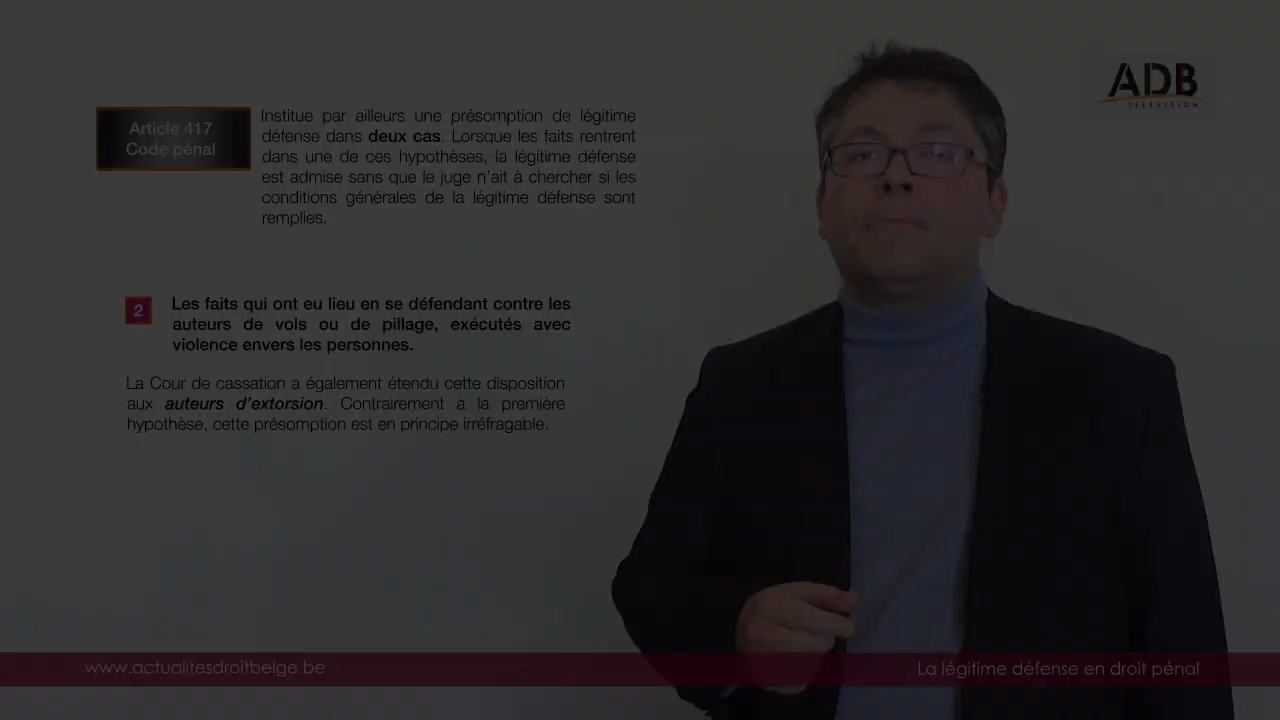 ADB
TELEVISION
Article 417
Code pénal
Institue par ailleurs une présomption de légitime
défense dans deux cas. Lorsque les faits rentrent
dans une de ces hypothèses, la légitime défense
est admise sans que le juge n'ait à chercher si les
conditions générales de la légitime défense sont
remplies.
2
Les faits qui ont eu lieu en se défendant contre les
auteurs de vols ou de pillage, exécutés avec
violence envers les personnes.
La Cour de cassation a également étendu cette disposition
aux auteurs d'extorsion. Contrairement à la première
hypothèse, cette présomption est en principe irréfragable.
www.actualitesdroitbelge.be
La légitime défense en droit pénal